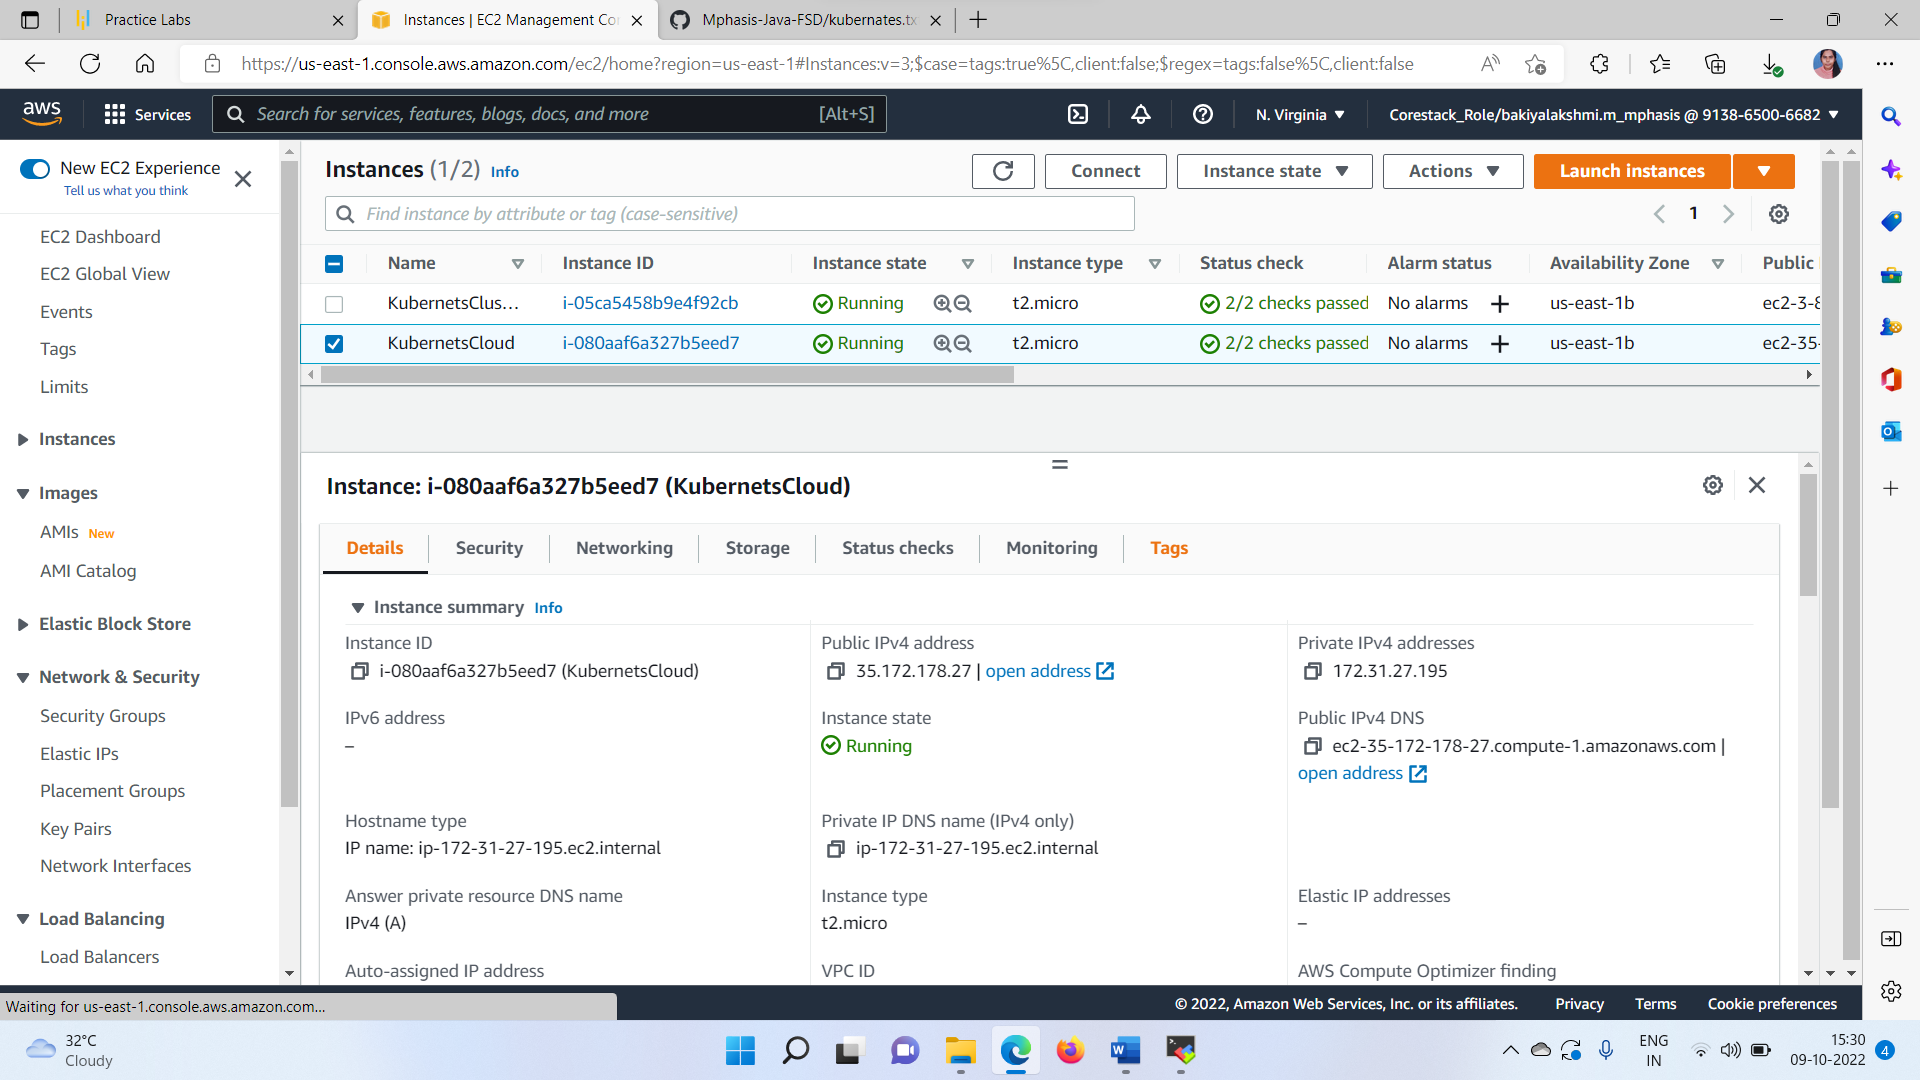 Practice Labs
Instances | EC2 Management Co
Mphasis-Java-FSD/kubernates.tx
https://us-east-1.console.aws.amazon.com/ec2/home?region=us-east-1#Instances:v=3;$case=tags:true%5C,client:false;$regex=tags:false%5C,client:false
aws
Services
Search for services, features, blogs, docs, and more
[Alt+S]
N. Virginia
Corestack_Role/bakiyalakshmi.m_mphasis @ 9138-6500-6682
New EC2 Experience
Tell us what you think
EC2 Dashboard
EC2 Global View
Events
Tags
Limits
Instances
Images
AMIs New
AMI Catalog
Elastic Block Store
Network & Security
Security Groups
Elastic IPs
Placement Groups
Key Pairs
Network Interfaces
Load Balancing
Load Balancers
Instances (1/2) Info
Connect
Instance state
Actions
Launch instances
Find instance by attribute or tag (case-sensitive)
1
Name Instance ID Instance state Instance type Status check Alarm status Availability Zone Public
KubernetsClus... i-05ca5458b9e4f92cb Running t2.micro 2/2 checks passed No alarms us-east-1b ec2-3-8
KubernetsCloud i-080aaf6a327b5eed7 Running t2.micro 2/2 checks passed No alarms us-east-1b ec2-35-
Instance: i-080aaf6a327b5eed7 (KubernetsCloud)
Details Security Networking Storage Status checks Monitoring Tags
Instance summary Info
Instance ID
i-080aaf6a327b5eed7 (KubernetsCloud)
Public IPv4 address
35.172.178.27 | open address
Private IPv4 addresses
172.31.27.195
IPv6 address
–
Instance state
Running
Public IPv4 DNS
ec2-35-172-178-27.compute-1.amazonaws.com |
open address
Hostname type
IP name: ip-172-31-27-195.ec2.internal
Private IP DNS name (IPv4 only)
ip-172-31-27-195.ec2.internal
Answer private resource DNS name
IPv4 (A)
Instance type
t2.micro
Elastic IP addresses
–
Auto-assigned IP address
VPC ID
AWS Compute Optimizer finding
Waiting for us-east-1.console.aws.amazon.com...
© 2022, Amazon Web Services, Inc. or its affiliates.
Privacy
Terms
Cookie preferences
32°C
Cloudy
ENG
IN
15:30
09-10-2022
4